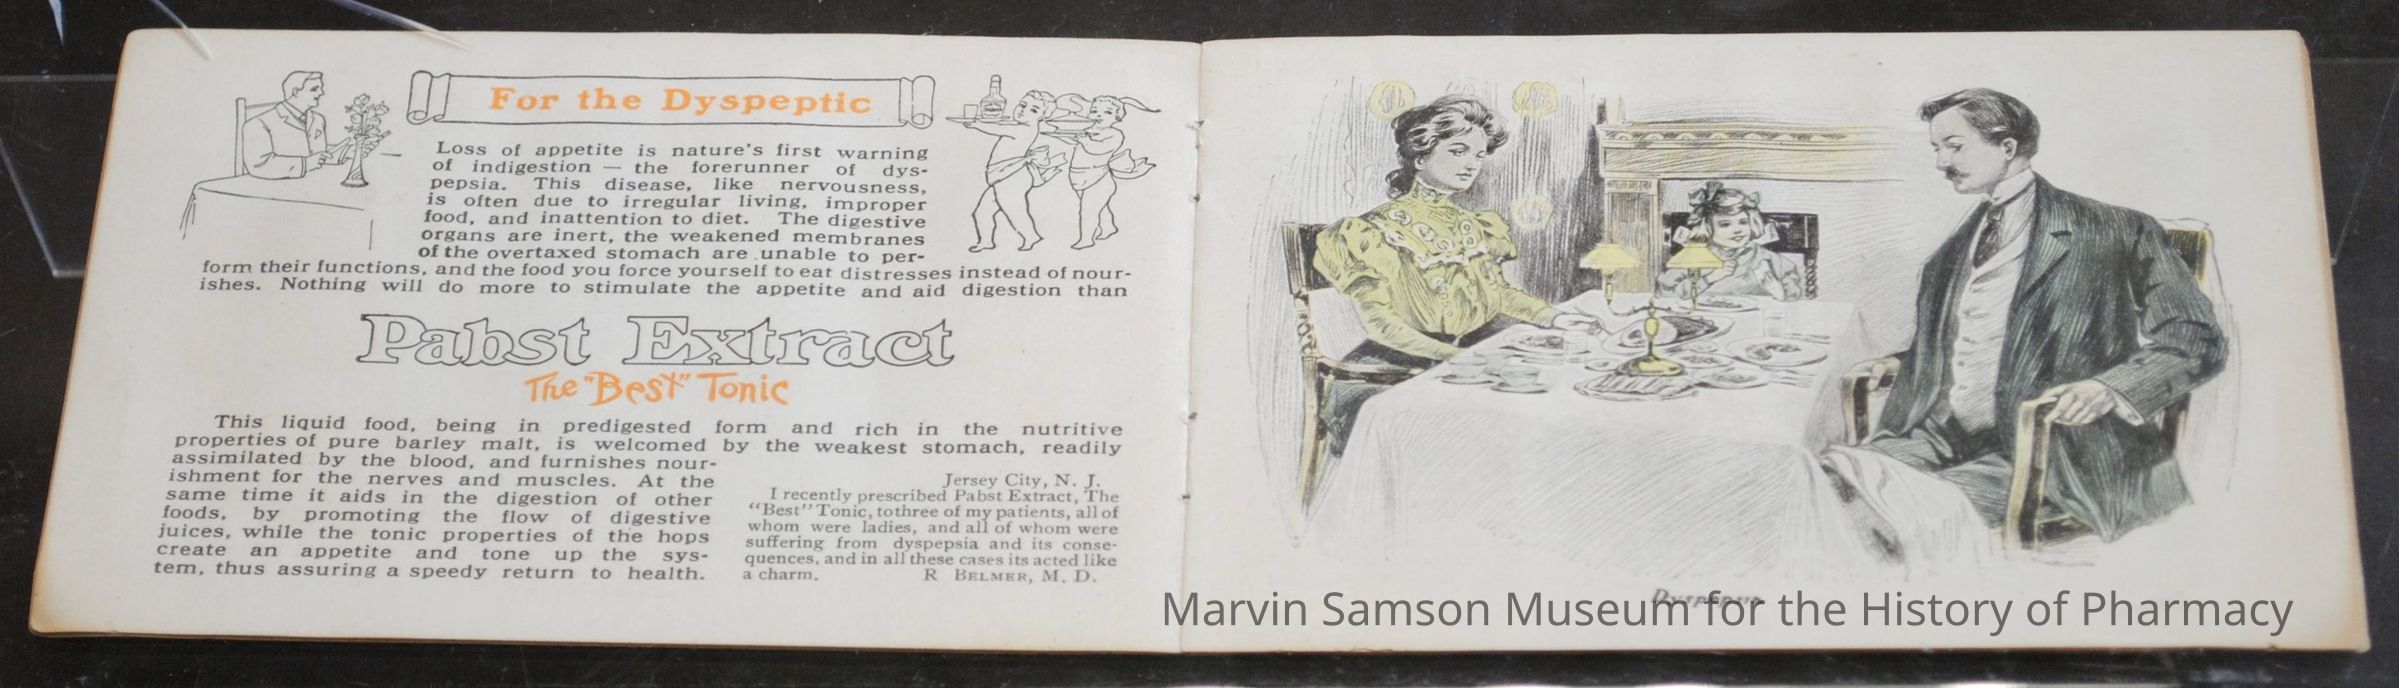 For the Dyspeptic
Loss of appetite is nature's first warning
of indigestion — the forerunner of dys-
pepsia. This disease, like nervousness,
is often due to irregular living, improper
food, and inattention to diet. The digestive
organs are inert, the weakened membranes
of the overtaxed stomach are unable to per-
form their functions, and the food you force yourself to eat distresses instead of nour-
ishes. Nothing will do more to stimulate the appetite and aid digestion than
Pabst Extract
The "Best" Tonic
This liquid food, being in predigested form and rich in the nutritive
properties of pure barley malt, is welcomed by the weakest stomach, readily
assimilated by the blood, and furnishes nour-
ishment for the nerves and muscles. At the
same time it aids in the digestion of other
foods, by promoting the flow of digestive
juices, while the tonic properties of the hops
create an appetite and tone up the sys-
tem, thus assuring a speedy return to health.
Jersey City, N. J.
I recently prescribed Pabst Extract, The
"Best" Tonic, to three of my patients, all of
whom were ladies, and all of whom were
suffering from dyspepsia and its conse-
quences, and in all these cases its acted like
a charm. R BELMER, M. D.
Dyspepsia
Marvin Samson Museum for the History of Pharmacy